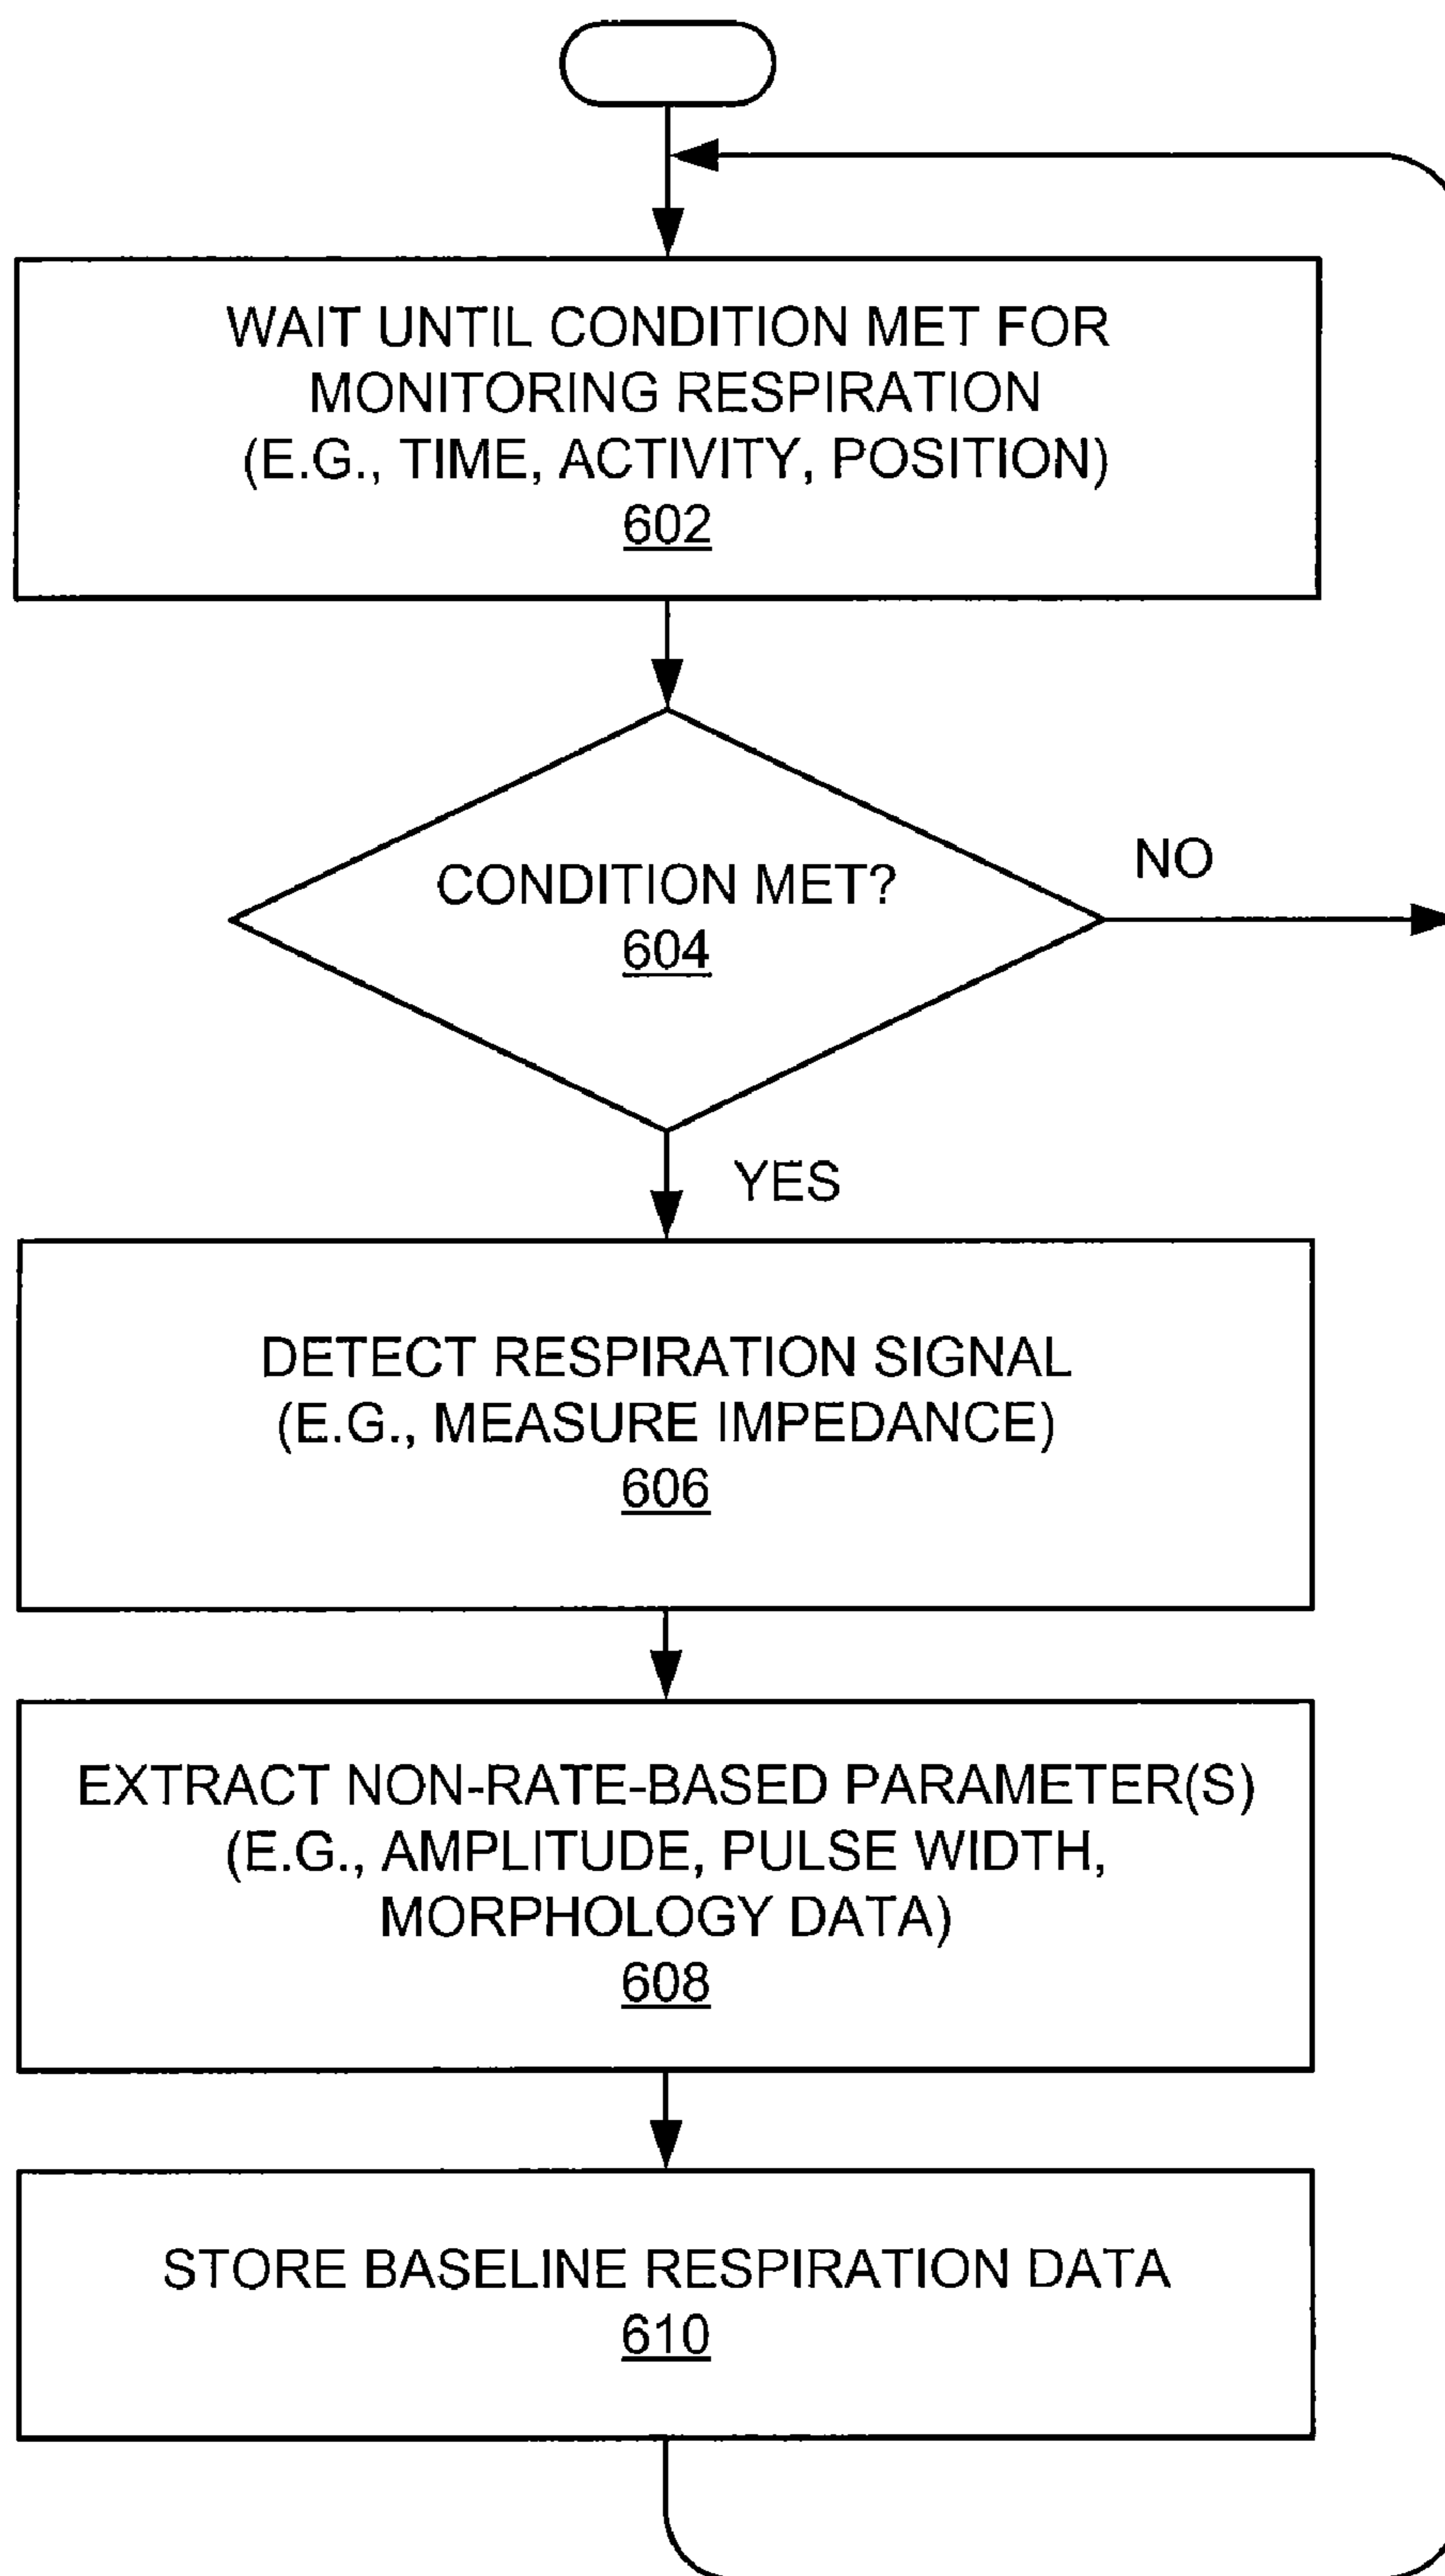 WAIT UNTIL CONDITION MET FOR
MONITORING RESPIRATION
(E.G., TIME, ACTIVITY, POSITION)
602
CONDITION MET?
604
NO
YES
DETECT RESPIRATION SIGNAL
(E.G., MEASURE IMPEDANCE)
606
EXTRACT NON-RATE-BASED PARAMETER(S)
(E.G., AMPLITUDE, PULSE WIDTH,
MORPHOLOGY DATA)
608
STORE BASELINE RESPIRATION DATA
610